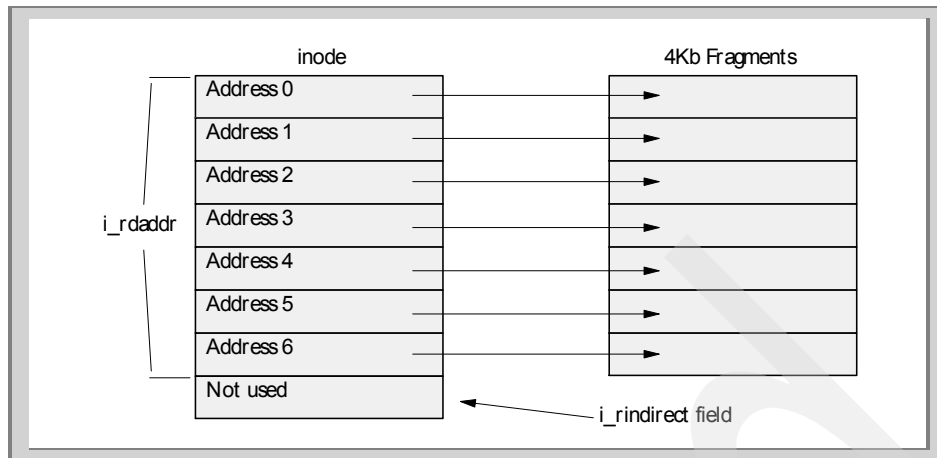 inode
4Kb Fragments
Address 0
Address 1
Address 2
i_rdaddr
Address 3
Address 4
Address 5
Address 6
Not used
i_rindirect field